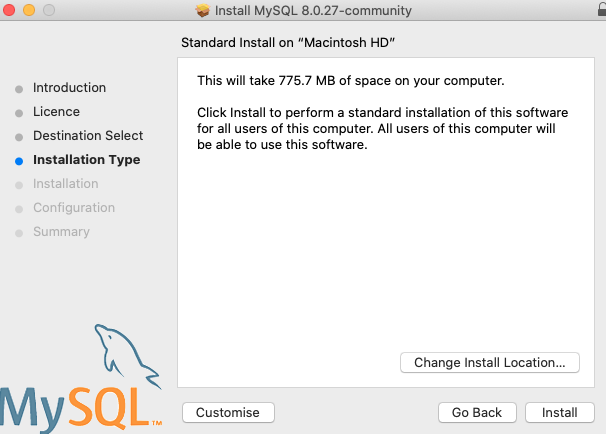 Install MySQL 8.0.27-community
Standard Install on “Macintosh HD”
Introduction
Licence
Destination Select
Installation Type
Installation
Configuration
Summary
This will take 775.7 MB of space on your computer.
Click Install to perform a standard installation of this software
for all users of this computer. All users of this computer will
be able to use this software.
Change Install Location...
MySQL™
Customise
Go Back
Install